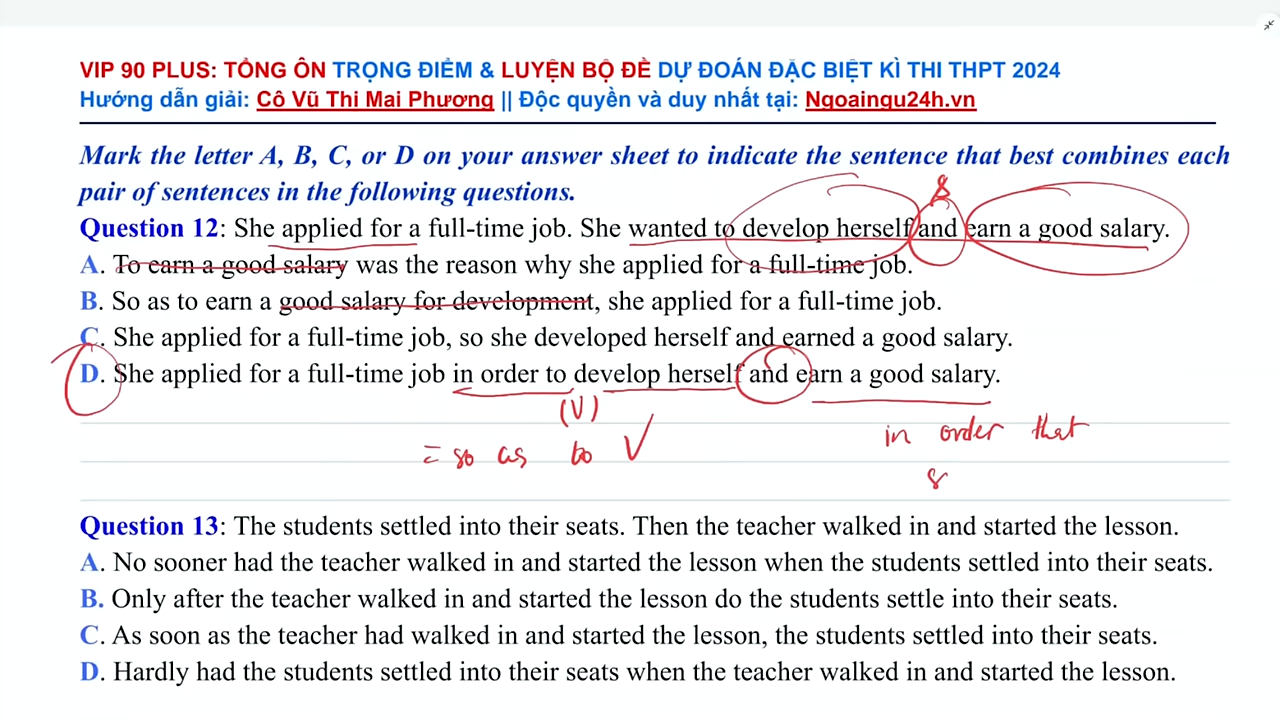 VIP 90 PLUS: TỔNG ÔN TRỌNG ĐIỂM & LUYỆN BỘ ĐỀ DỰ ĐOÁN ĐẶC BIỆT KÌ THI THPT 2024
Hướng dẫn giải: Cô Vũ Thị Mai Phương || Độc quyền và duy nhất tại: Ngoaingu24h.vn
Mark the letter A, B, C, or D on your answer sheet to indicate the sentence that best combines each
pair of sentences in the following questions.
Question 12: She applied for a full-time job. She wanted to develop herself and earn a good salary.
A. To earn a good salary was the reason why she applied for a full-time job.
B. So as to earn a good salary for development, she applied for a full-time job.
C. She applied for a full-time job, so she developed herself and earned a good salary.
D. She applied for a full-time job in order to develop herself and earn a good salary.
(V)
= so as to V
in order that
Question 13: The students settled into their seats. Then the teacher walked in and started the lesson.
A. No sooner had the teacher walked in and started the lesson when the students settled into their seats.
B. Only after the teacher walked in and started the lesson do the students settle into their seats.
C. As soon as the teacher had walked in and started the lesson, the students settled into their seats.
D. Hardly had the students settled into their seats when the teacher walked in and started the lesson.